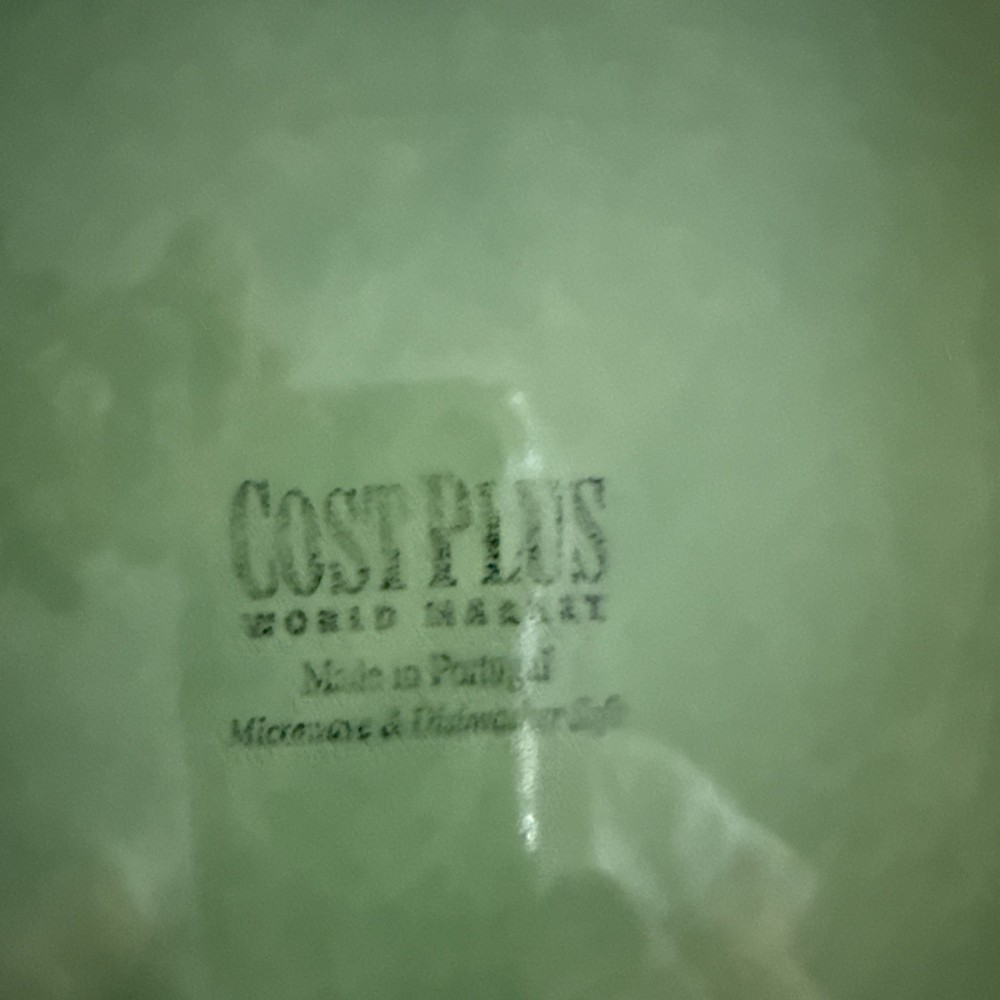 COST PLUS
WORLD MARKET
Made in Portugal
Microwave & Dishwasher Safe